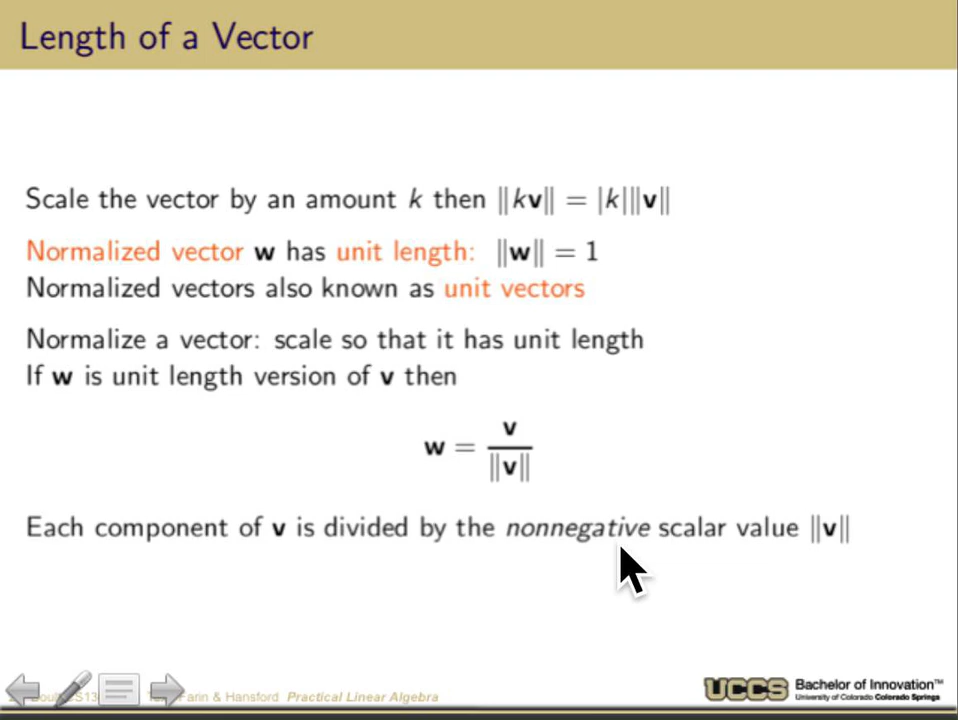 Length of a Vector
Scale the vector by an amount k then ‖kv‖ = |k|‖v‖
Normalized vector w has unit length: ‖w‖ = 1
Normalized vectors also known as unit vectors
Normalize a vector: scale so that it has unit length
If w is unit length version of v then
w = v / ‖v‖
Each component of v is divided by the nonnegative scalar value ‖v‖
Farin & Hansford Practical Linear Algebra
UCCS Bachelor of Innovation™
University of Colorado Colorado Springs